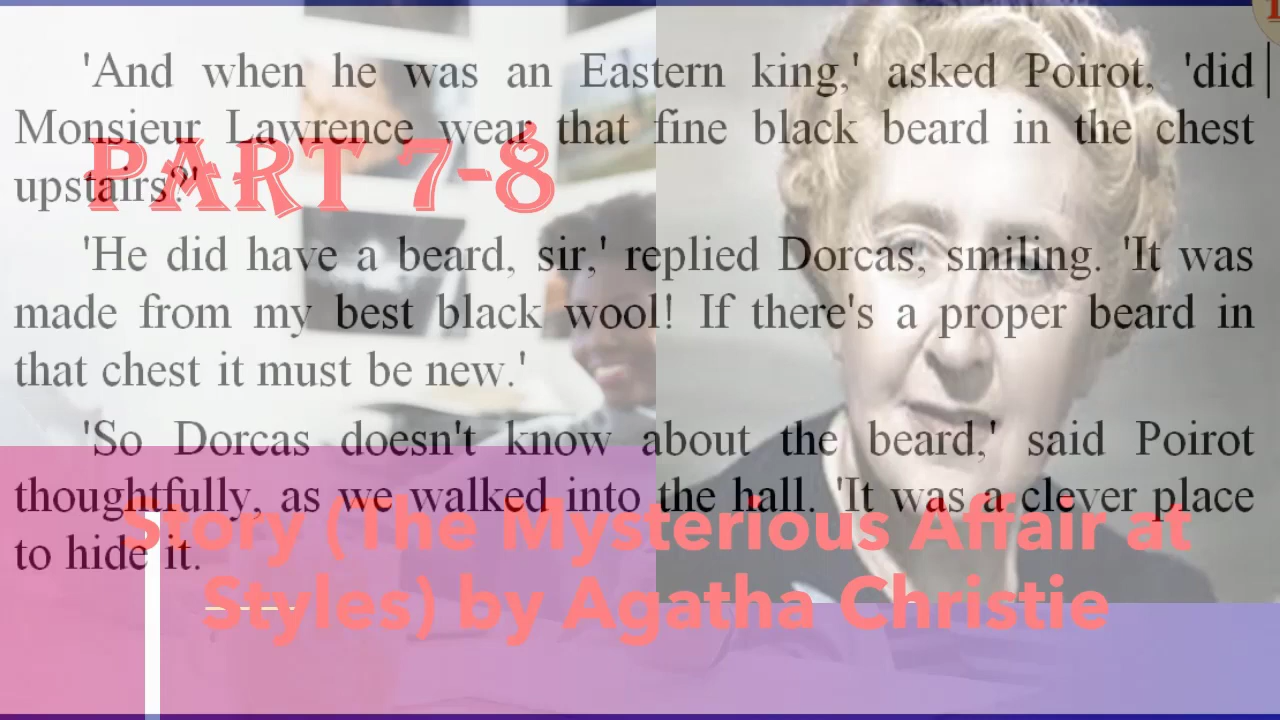 'And when he was an Eastern king,' asked Poirot, 'did
Monsieur Lawrence wear that fine black beard in the chest
upstairs?'
PART 7-8
'He did have a beard, sir,' replied Dorcas, smiling. 'It was
made from my best black wool! If there's a proper beard in
that chest it must be new.'
'So Dorcas doesn't know about the beard,' said Poirot
thoughtfully, as we walked into the hall. 'It was a clever place
to hide it.
Story (The Mysterious Affair at
Styles) by Agatha Christie